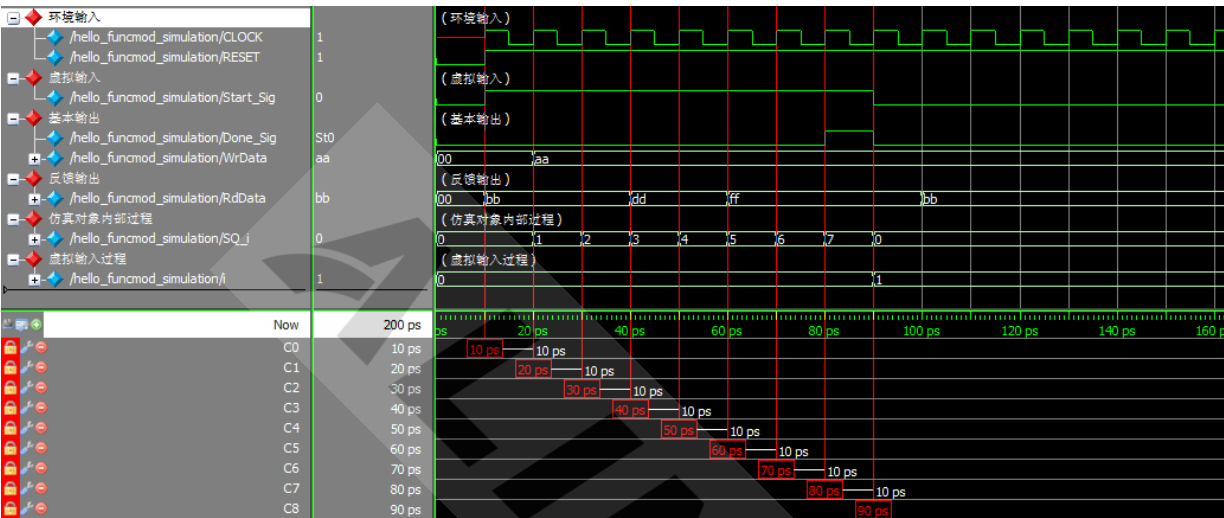 环境输入 (环境输入)
/hello_funcmod_simulation/CLOCK 1
/hello_funcmod_simulation/RESET 1
虚拟输入 (虚拟输入)
/hello_funcmod_simulation/Start_Sig 0
基本输出 (基本输出)
/hello_funcmod_simulation/Done_Sig St0
/hello_funcmod_simulation/WrData aa 00 aa
反馈输出 (反馈输出)
/hello_funcmod_simulation/RdData bb 00 bb dd ff bb
仿真对象内部过程 (仿真对象内部过程)
/hello_funcmod_simulation/SQ_i 0 0 1 2 3 4 5 6 7 0
虚拟输入过程 (虚拟输入过程)
/hello_funcmod_simulation/i 1 0 1
Now 200 ps ps 20 ps 40 ps 60 ps 80 ps 100 ps 120 ps 140 ps 160 p
C0 10 ps 10 ps 10 ps
C1 20 ps 20 ps 10 ps
C2 30 ps 30 ps 10 ps
C3 40 ps 40 ps 10 ps
C4 50 ps 50 ps 10 ps
C5 60 ps 60 ps 10 ps
C6 70 ps 70 ps 10 ps
C7 80 ps 80 ps 10 ps
C8 90 ps 90 ps